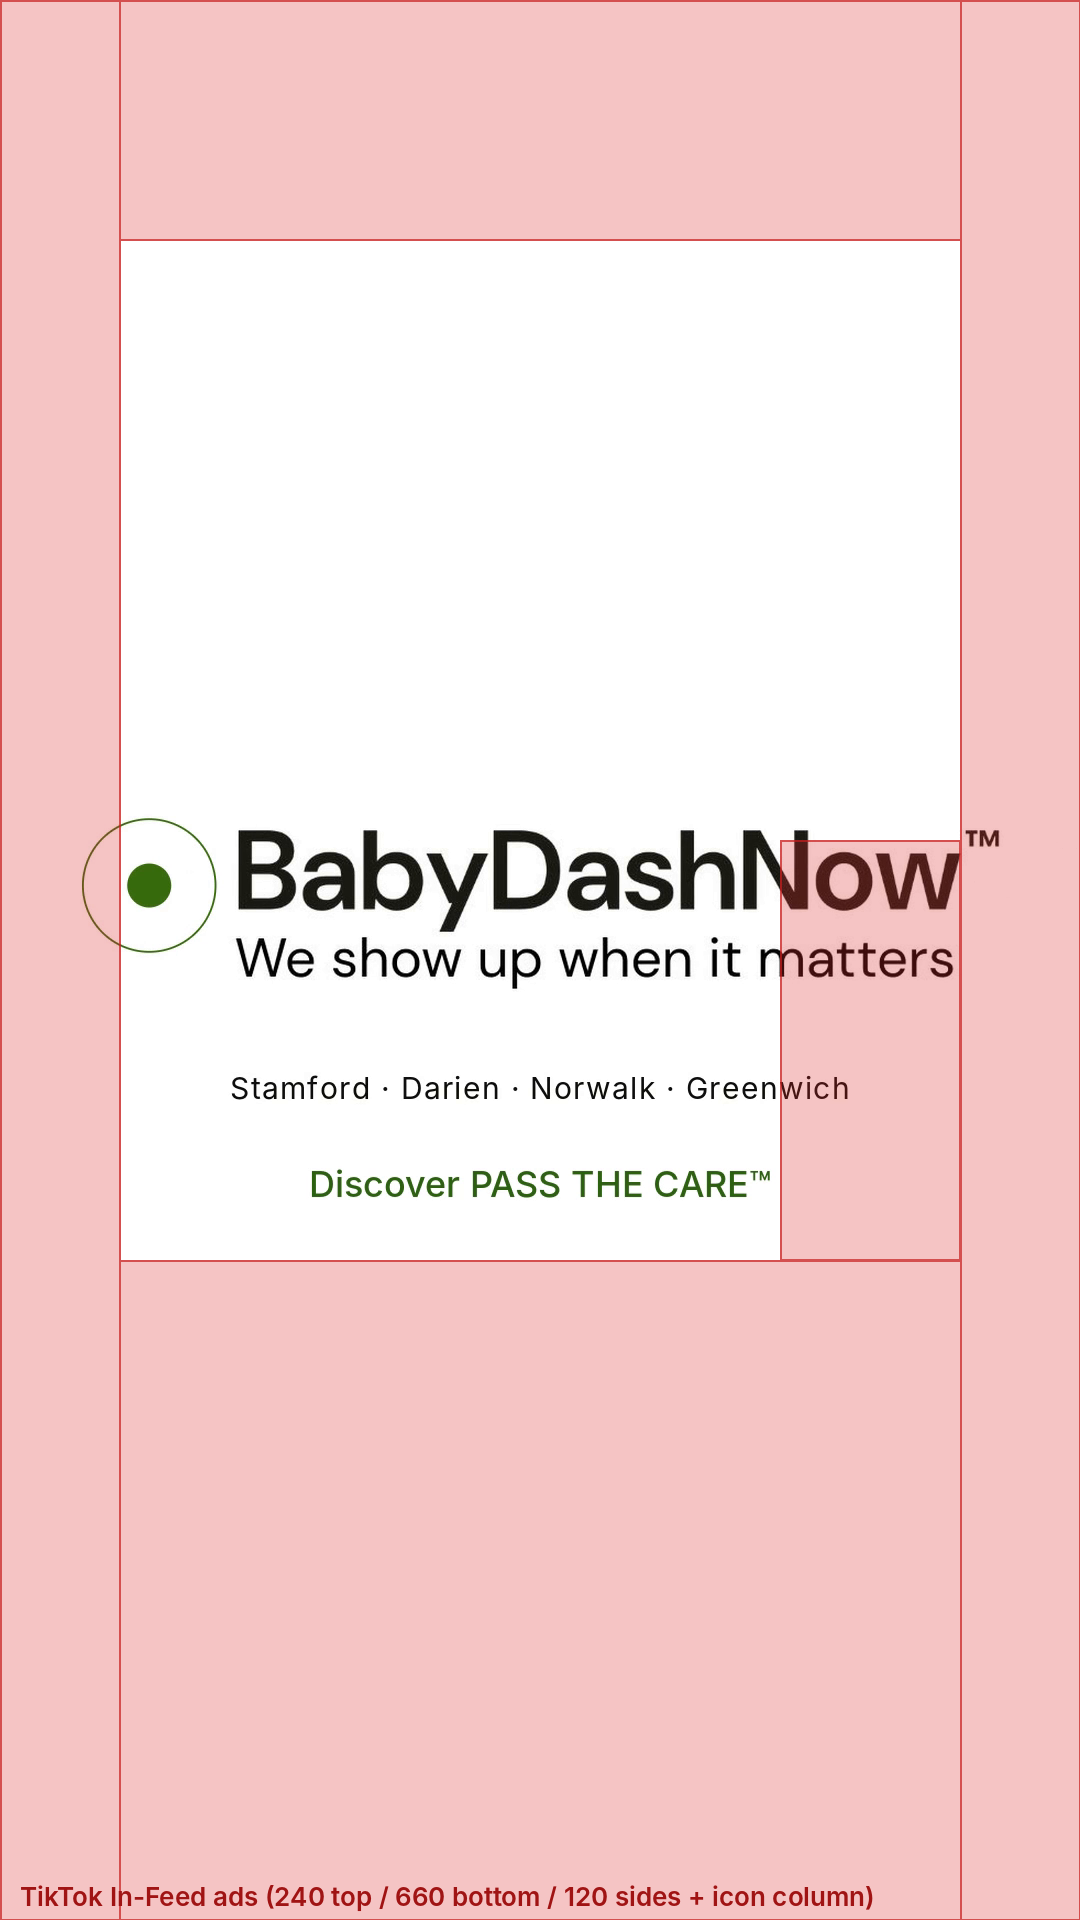 BabyDashNow™
We show up when it matters
Stamford · Darien · Norwalk · Greenwich
Discover PASS THE CARE™
TikTok In-Feed ads (240 top / 660 bottom / 120 sides + icon column)